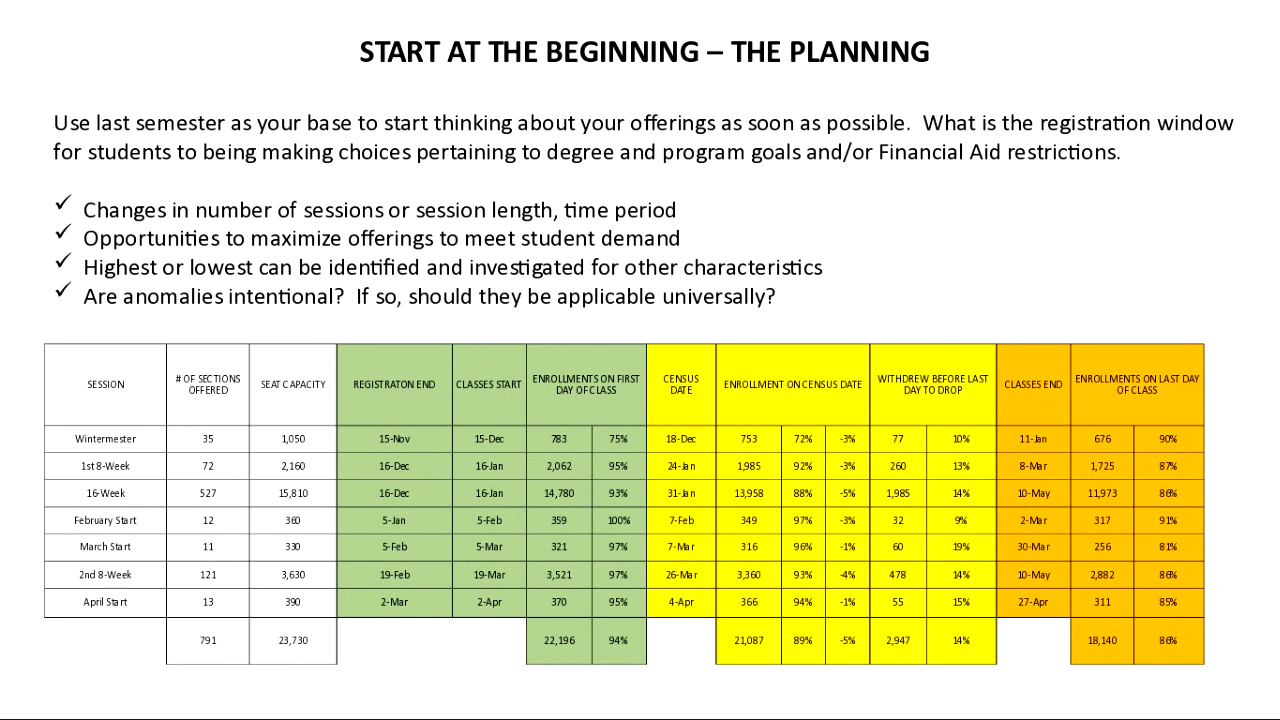 START AT THE BEGINNING – THE PLANNING
Use last semester as your base to start thinking about your offerings as soon as possible.  What is the registration window
for students to being making choices pertaining to degree and program goals and/or Financial Aid restrictions.
✓ Changes in number of sessions or session length, time period
✓ Opportunities to maximize offerings to meet student demand
✓ Highest or lowest can be identified and investigated for other characteristics
✓ Are anomalies intentional?  If so, should they be applicable universally?
SESSION # OF SECTIONS OFFERED SEAT CAPACITY REGISTRATON END CLASSES START ENROLLMENTS ON FIRST DAY OF CLASS CENSUS DATE ENROLLMENT ON CENSUS DATE WITHDREW BEFORE LAST DAY TO DROP CLASSES END ENROLLMENTS ON LAST DAY OF CLASS
Wintermester 35 1,050 15-Nov 15-Dec 783 75% 18-Dec 753 72% -3% 77 10% 11-Jan 676 90%
1st 8-Week 72 2,160 16-Dec 16-Jan 2,062 95% 24-Jan 1,985 92% -3% 260 13% 8-Mar 1,725 87%
16-Week 527 15,810 16-Dec 16-Jan 14,780 93% 31-Jan 13,958 88% -5% 1,985 14% 10-May 11,973 86%
February Start 12 360 5-Jan 5-Feb 359 100% 7-Feb 349 97% -3% 32 9% 2-Mar 317 91%
March Start 11 330 5-Feb 5-Mar 321 97% 7-Mar 316 96% -1% 60 19% 30-Mar 256 81%
2nd 8-Week 121 3,630 19-Feb 19-Mar 3,521 97% 26-Mar 3,360 93% -4% 478 14% 10-May 2,882 86%
April Start 13 390 2-Mar 2-Apr 370 95% 4-Apr 366 94% -1% 55 15% 27-Apr 311 85%
791 23,730 22,196 94% 21,087 89% -5% 2,947 14% 18,140 86%